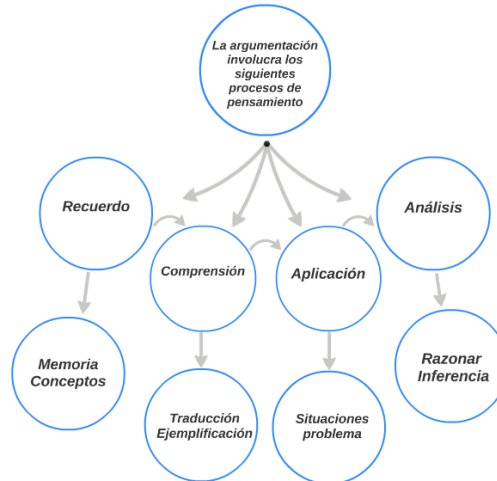 La argumentación
involucra los
siguientes
procesos de
pensamiento
Recuerdo
Comprensión
Aplicación
Análisis
Memoria
Conceptos
Traducción
Ejemplificación
Situaciones
problema
Razonar
Inferencia